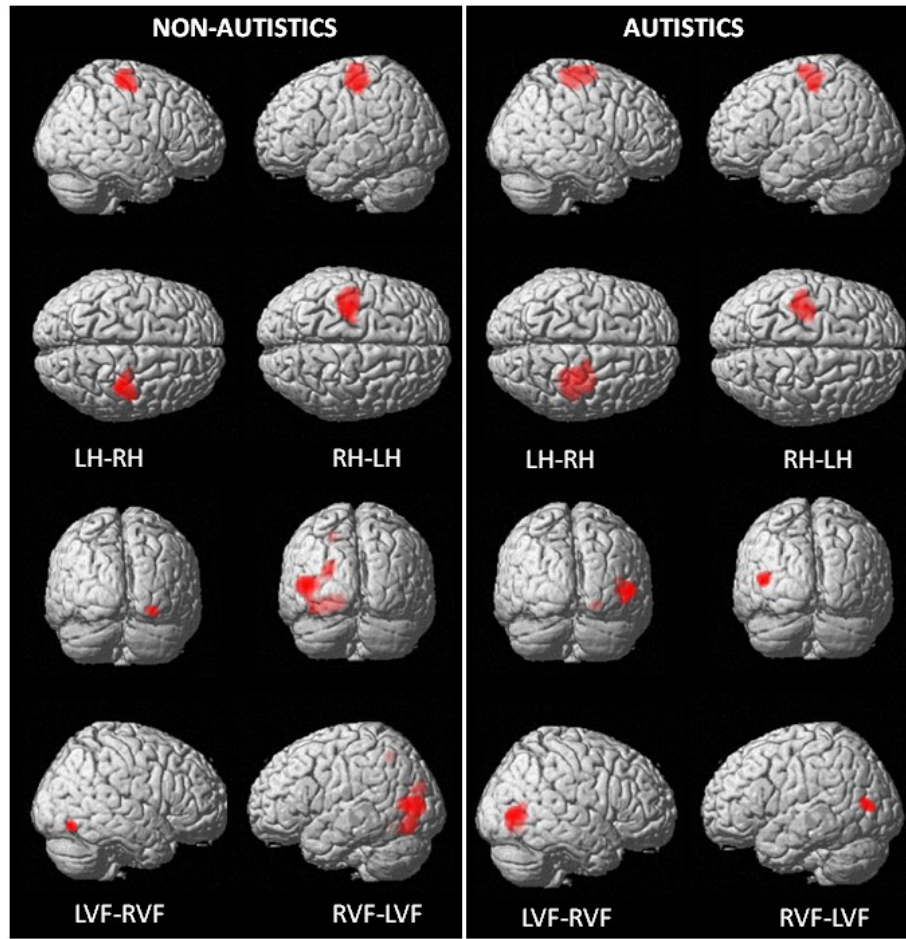 NON-AUTISTICS
AUTISTICS
LH-RH
RH-LH
LH-RH
RH-LH
LVF-RVF
RVF-LVF
LVF-RVF
RVF-LVF